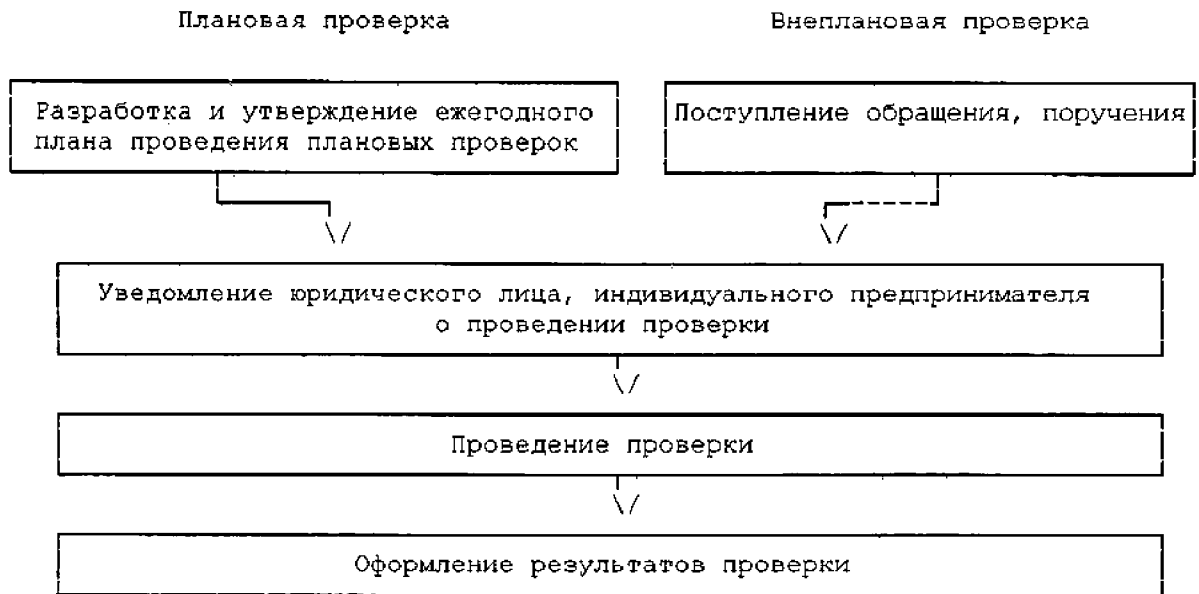 Плановая проверка
Внеплановая проверка
Разработка и утверждение ежегодного
плана проведения плановых проверок
Поступление обращения, поручения
Уведомление юридического лица, индивидуального предпринимателя
о проведении проверки
Проведение проверки
Оформление результатов проверки